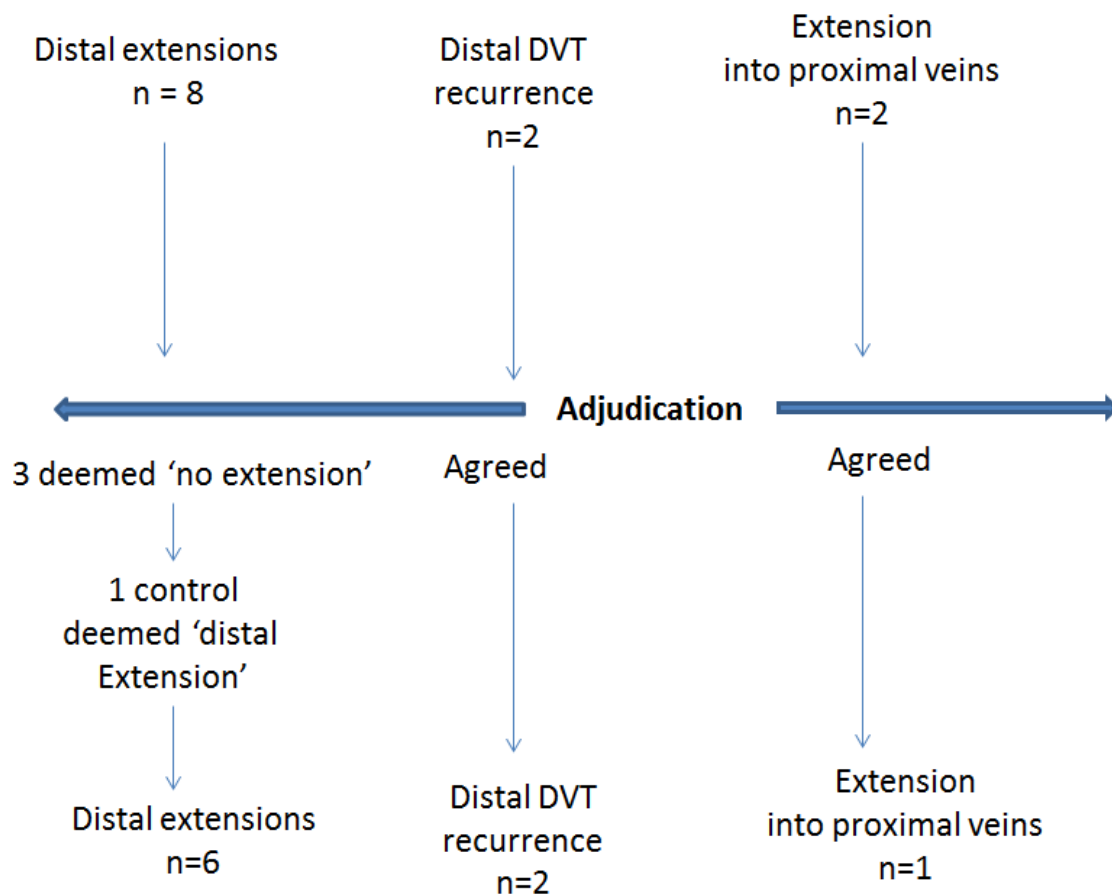 Distal extensions
n = 8
Distal DVT
recurrence
n=2
Extension
into proximal veins
n=2
Adjudication
3 deemed ‘no extension’
Agreed
Agreed
1 control
deemed ‘distal
Extension’
Distal extensions
n=6
Distal DVT
recurrence
n=2
Extension
into proximal veins
n=1